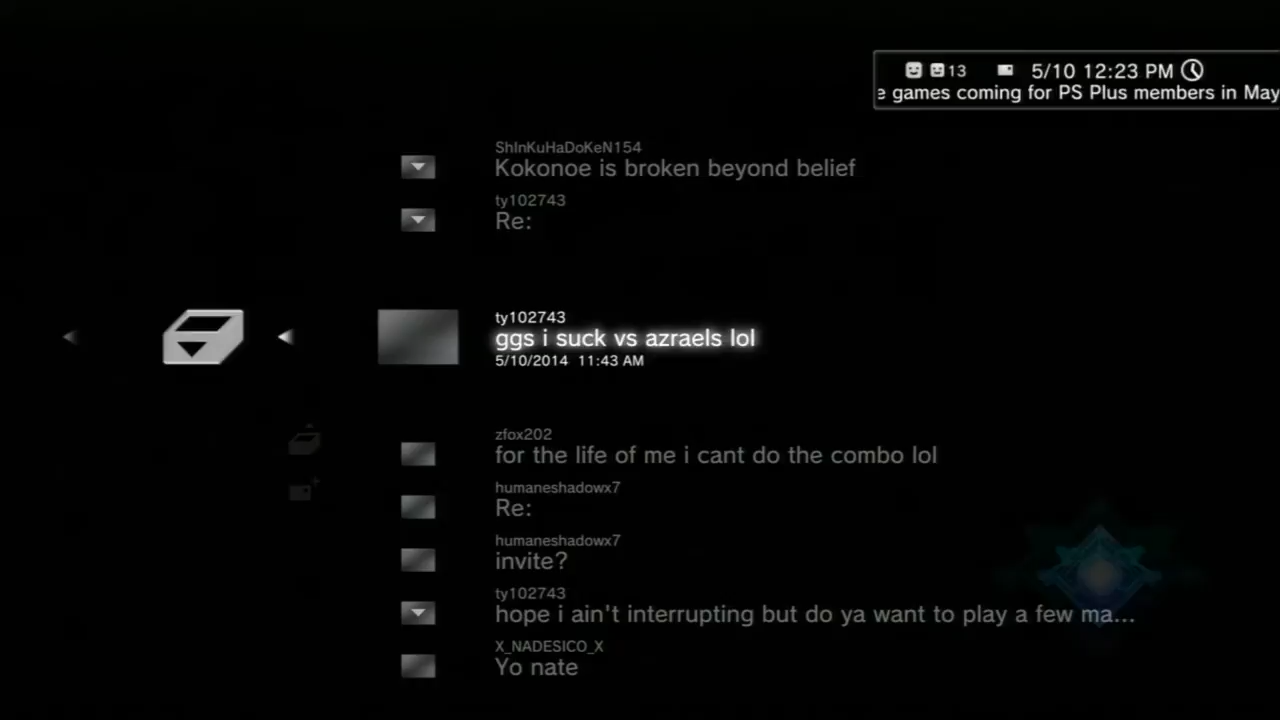 13 5/10 12:23 PM
e games coming for PS Plus members in May
ShInKuHaDoKeN154
Kokonoe is broken beyond belief
ty102743
Re:
ty102743
ggs i suck vs azraels lol
5/10/2014 11:43 AM
zfox202
for the life of me i cant do the combo lol
humaneshadowx7
Re:
humaneshadowx7
invite?
ty102743
hope i ain't interrupting but do ya want to play a few ma...
X_NADESICO_X
Yo nate